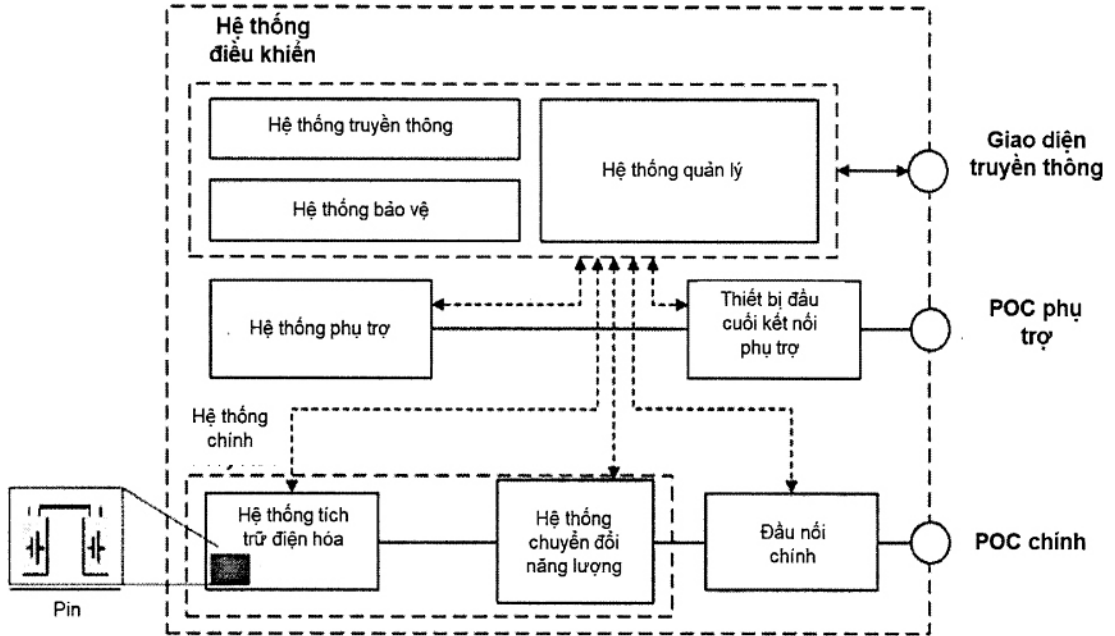 Hệ thống
điều khiển
Hệ thống truyền thông
Hệ thống bảo vệ
Hệ thống quản lý
Giao diện
truyền thông
Hệ thống phụ trợ
Thiết bị đầu
cuối kết nối
phụ trợ
POC phụ
trợ
Hệ thống
chính
Hệ thống tích
trữ điện hóa
Hệ thống
chuyển đổi
năng lượng
Đầu nối
chính
POC chính
Pin